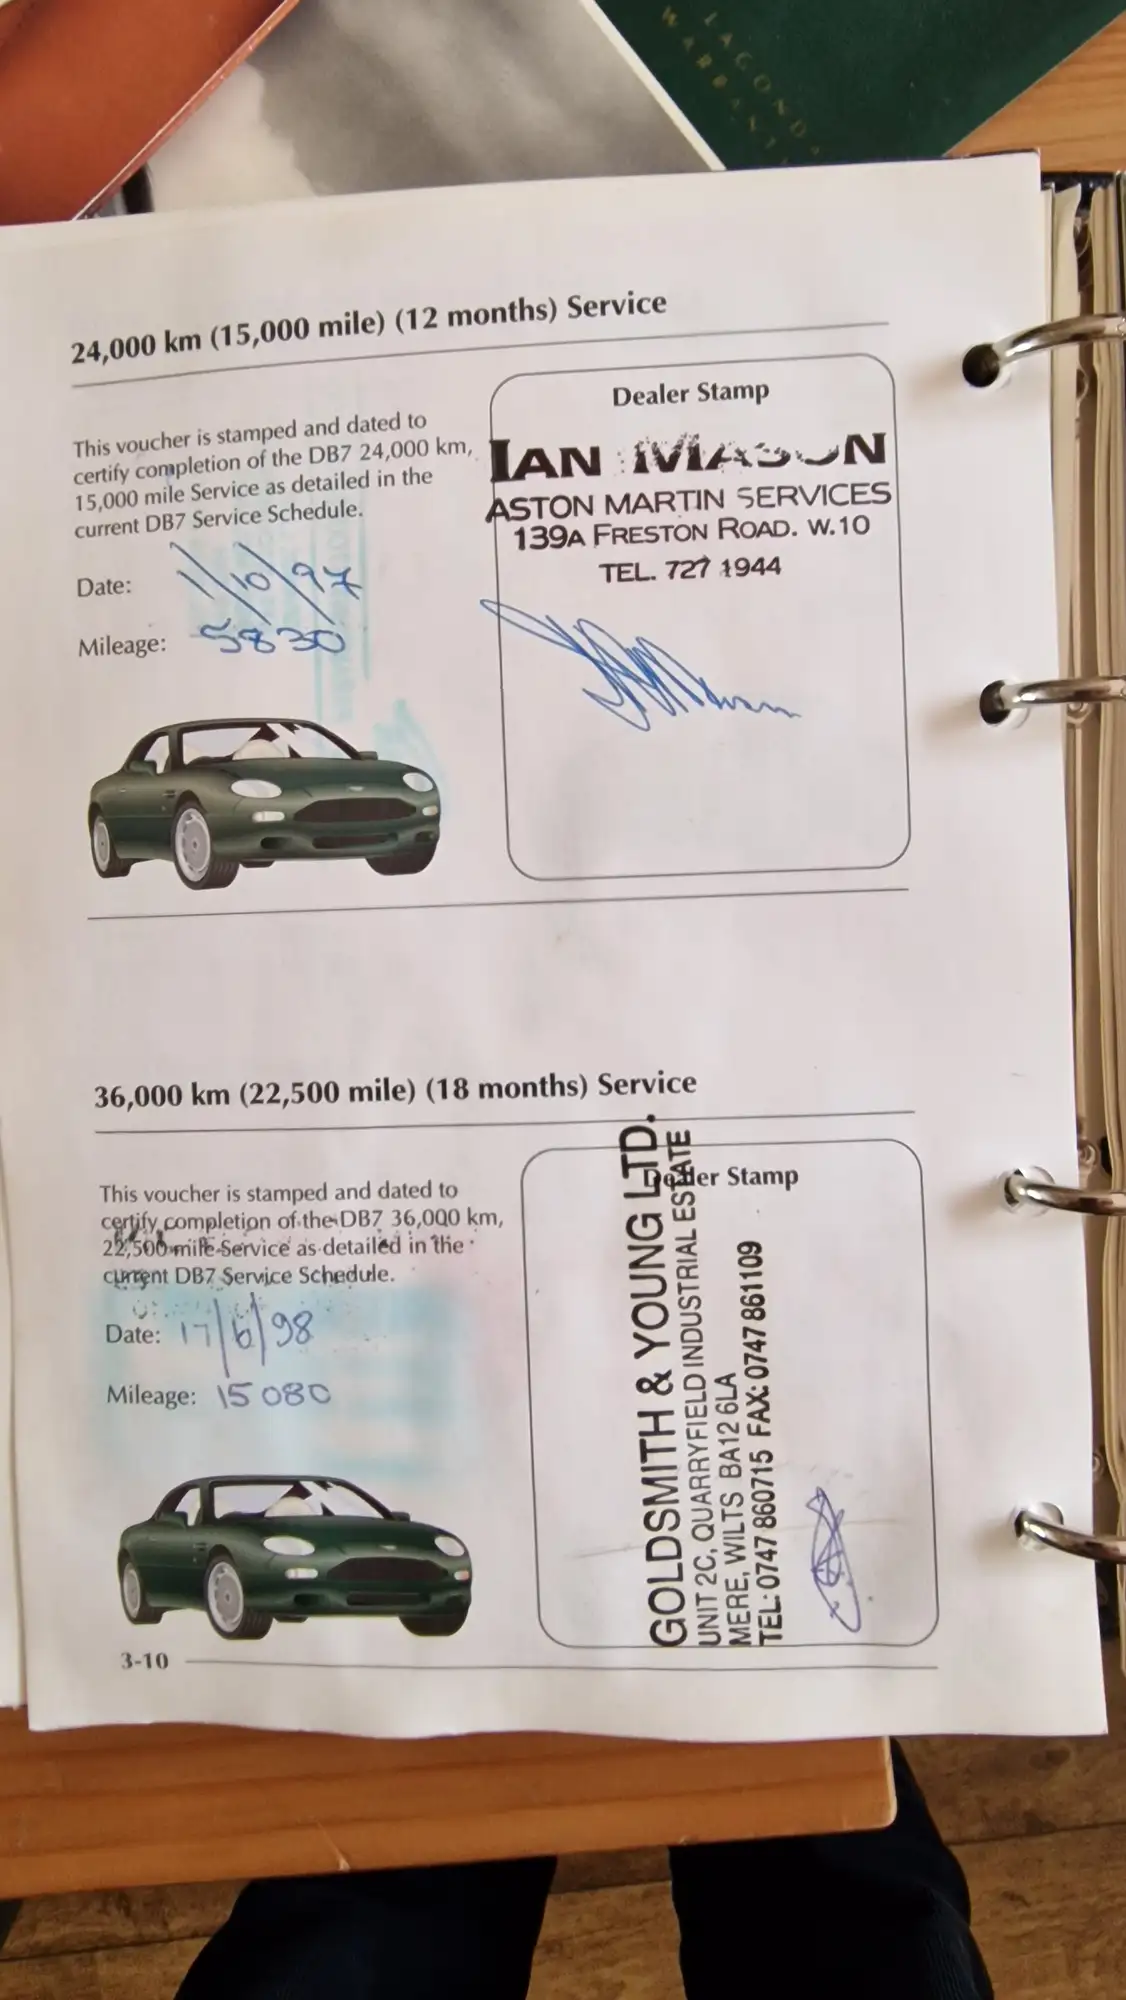 LAGONDA
WARRANTY
24,000 km (15,000 mile) (12 months) Service
This voucher is stamped and dated to
certify completion of the DB7 24,000 km,
15,000 mile Service as detailed in the
current DB7 Service Schedule.
Date: 1/10/97
Mileage: 5830
Dealer Stamp
IAN MASON
ASTON MARTIN SERVICES
139A FRESTON ROAD. W.10
TEL. 727 1944
36,000 km (22,500 mile) (18 months) Service
This voucher is stamped and dated to
certify completion of the DB7 36,000 km,
22,500 mile Service as detailed in the
current DB7 Service Schedule.
Date: 17/6/98
Mileage: 15080
Dealer Stamp
GOLDSMITH & YOUNG LTD.
UNIT 2C, QUARRYFIELD INDUSTRIAL ESTATE
MERE, WILTS BA12 6LA
TEL: 0747 860715 FAX: 0747 861109
3-10